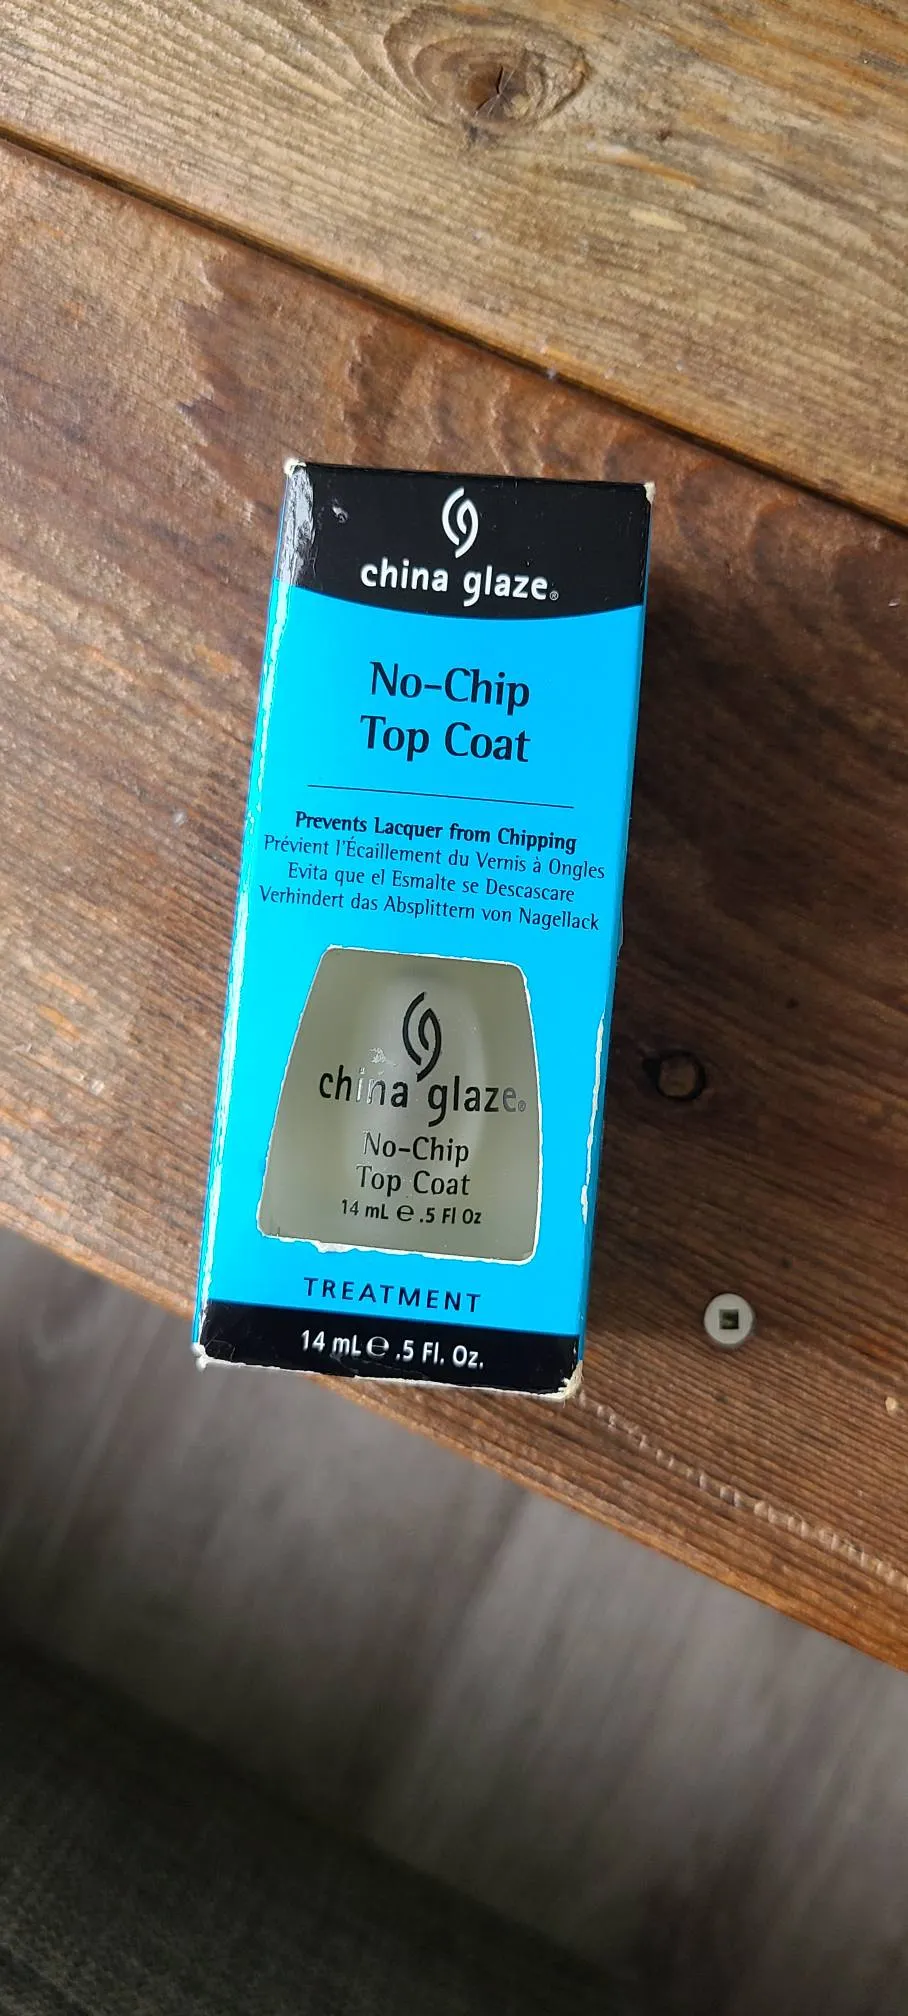 china glaze®
No-Chip
Top Coat
Prevents Lacquer from Chipping
Prévient l'Écaillement du Vernis à Ongles
Evita que el Esmalte se Descascare
Verhindert das Absplittern von Nagellack
china glaze®
No-Chip
Top Coat
14 mL ℮ .5 Fl Oz
TREATMENT
14 mL ℮ .5 Fl. Oz.